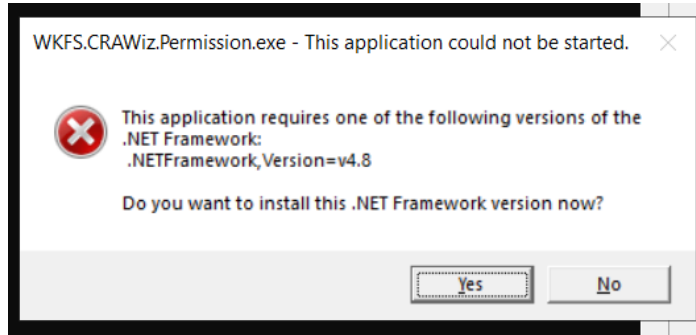 WKFS.CRAWiz.Permission.exe - This application could not be started.
This application requires one of the following versions of the
.NET Framework:
.NETFramework,Version=v4.8
Do you want to install this .NET Framework version now?
Yes
No